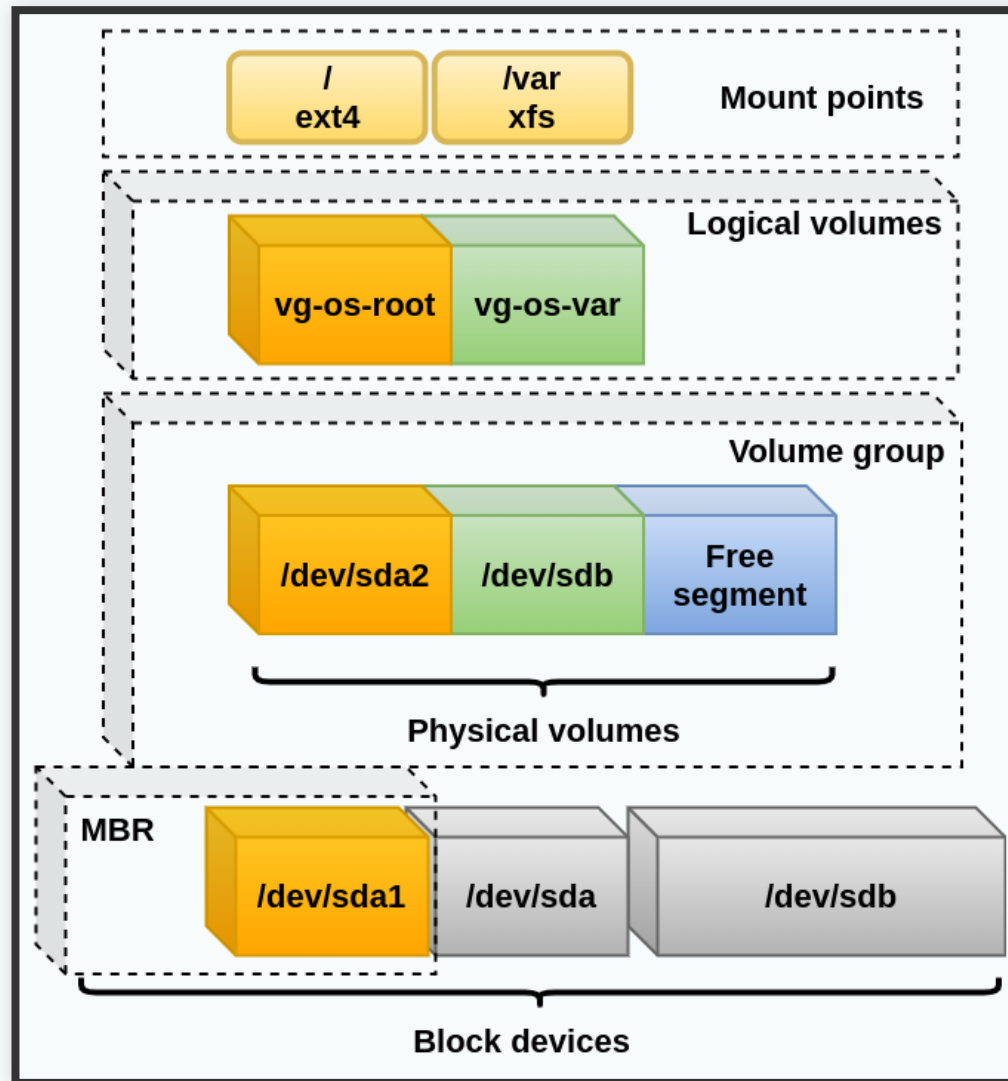 /
ext4
/var
xfs
Mount points
Logical volumes
vg-os-root
vg-os-var
Volume group
/dev/sda2
/dev/sdb
Free
segment
Physical volumes
MBR
/dev/sda1
/dev/sda
/dev/sdb
Block devices